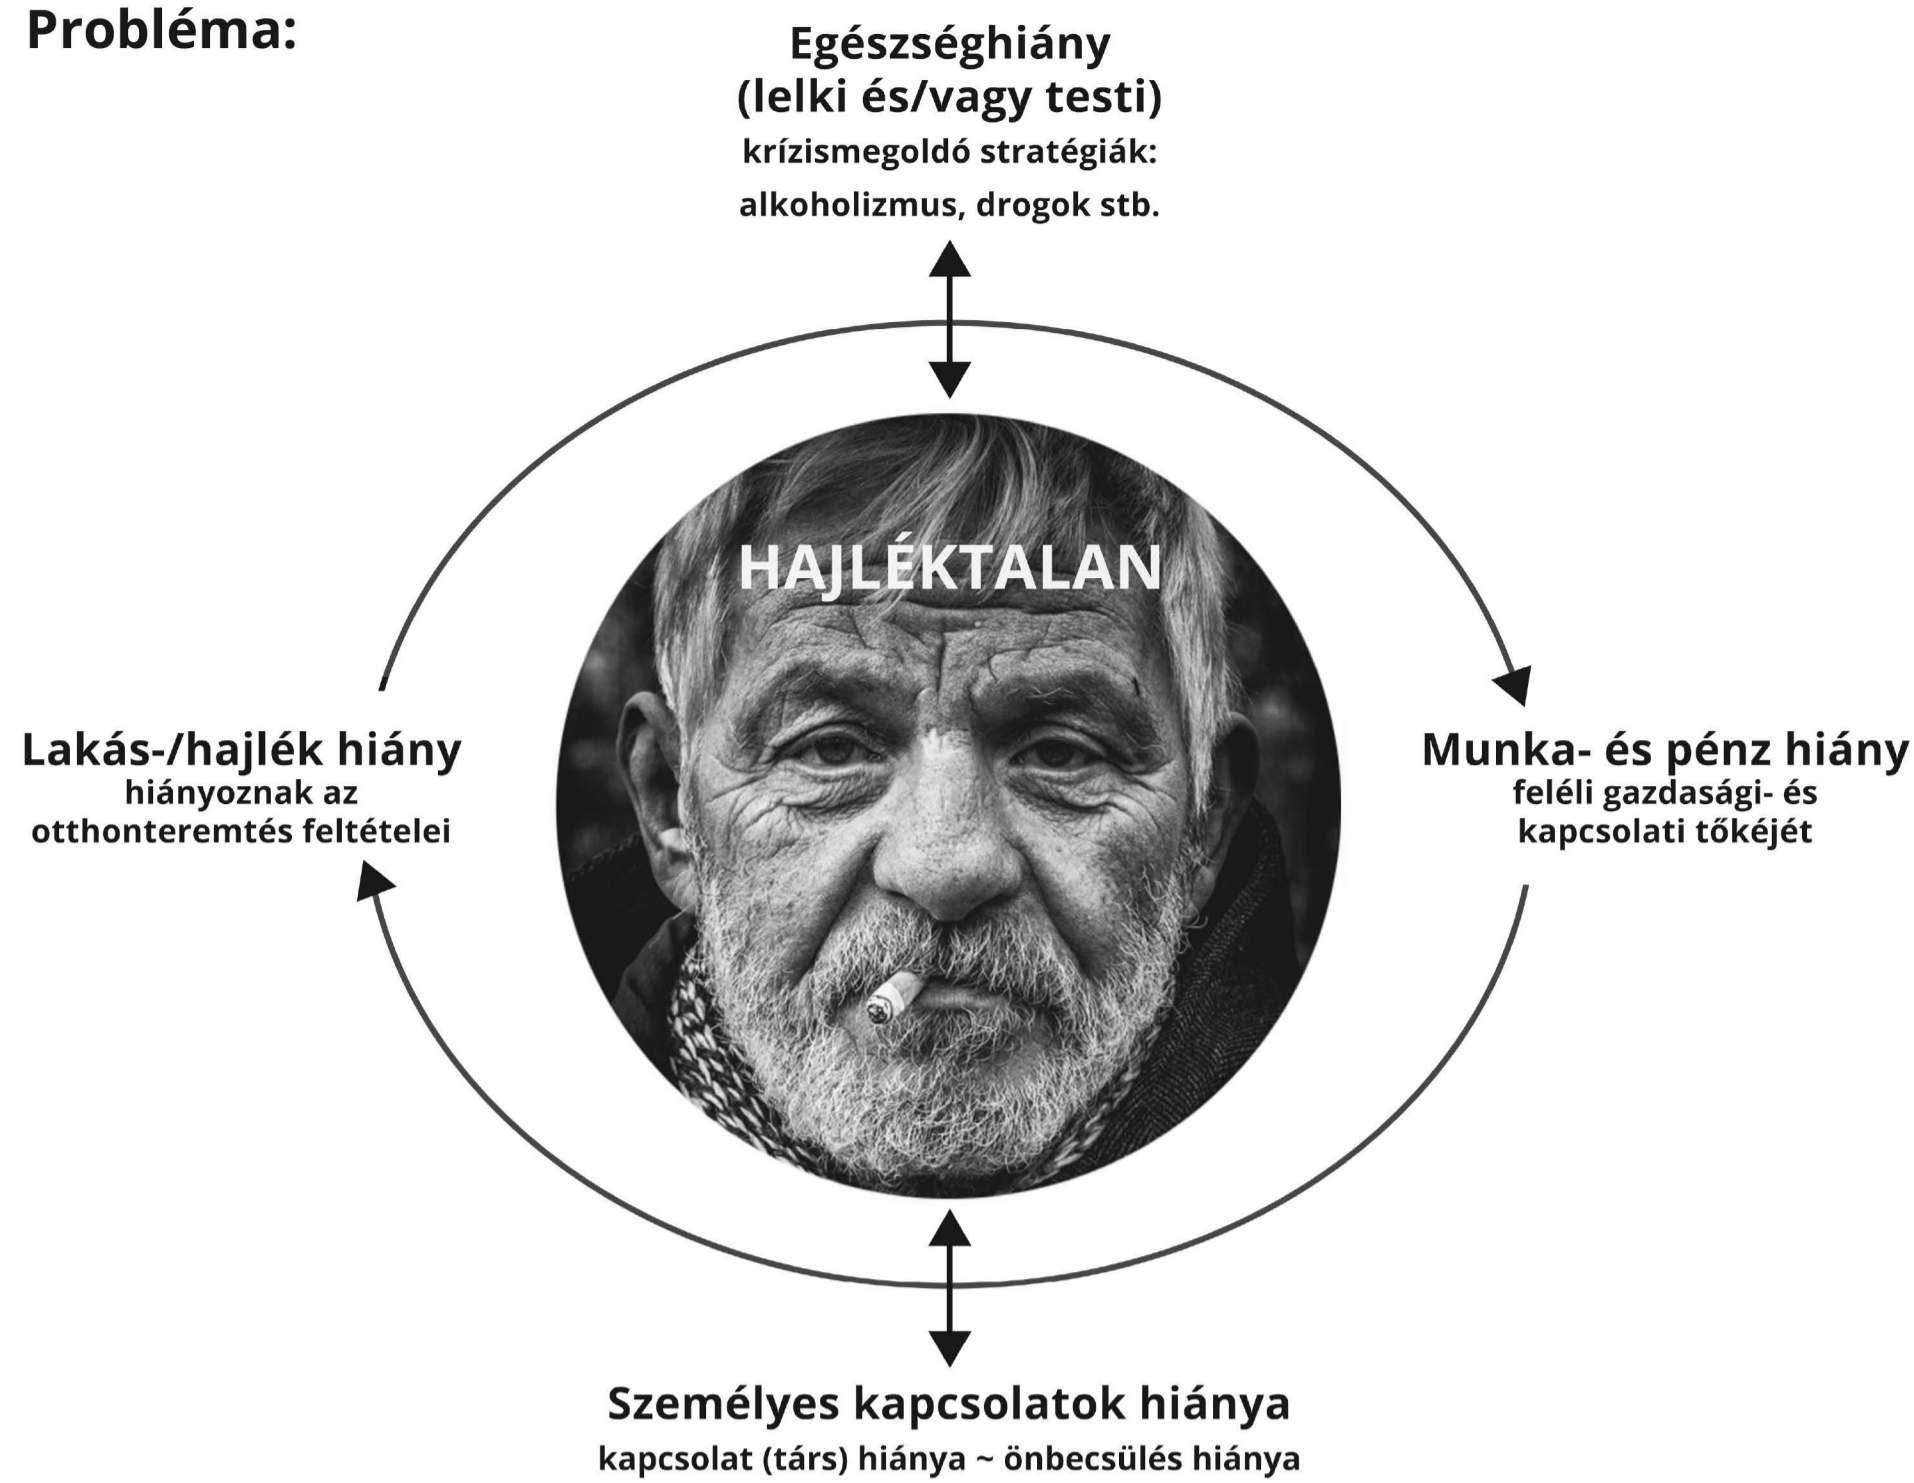 Probléma:
Egészséghiány
(lelki és/vagy testi)
krízismegoldó stratégiák:
alkoholizmus, drogok stb.
HAJLÉKTALAN
Lakás-/hajlék hiány
hiányoznak az
otthonteremtés feltételei
Munka- és pénz hiány
feléli gazdasági- és
kapcsolati tőkéjét
Személyes kapcsolatok hiánya
kapcsolat (társ) hiánya ~ önbecsülés hiánya